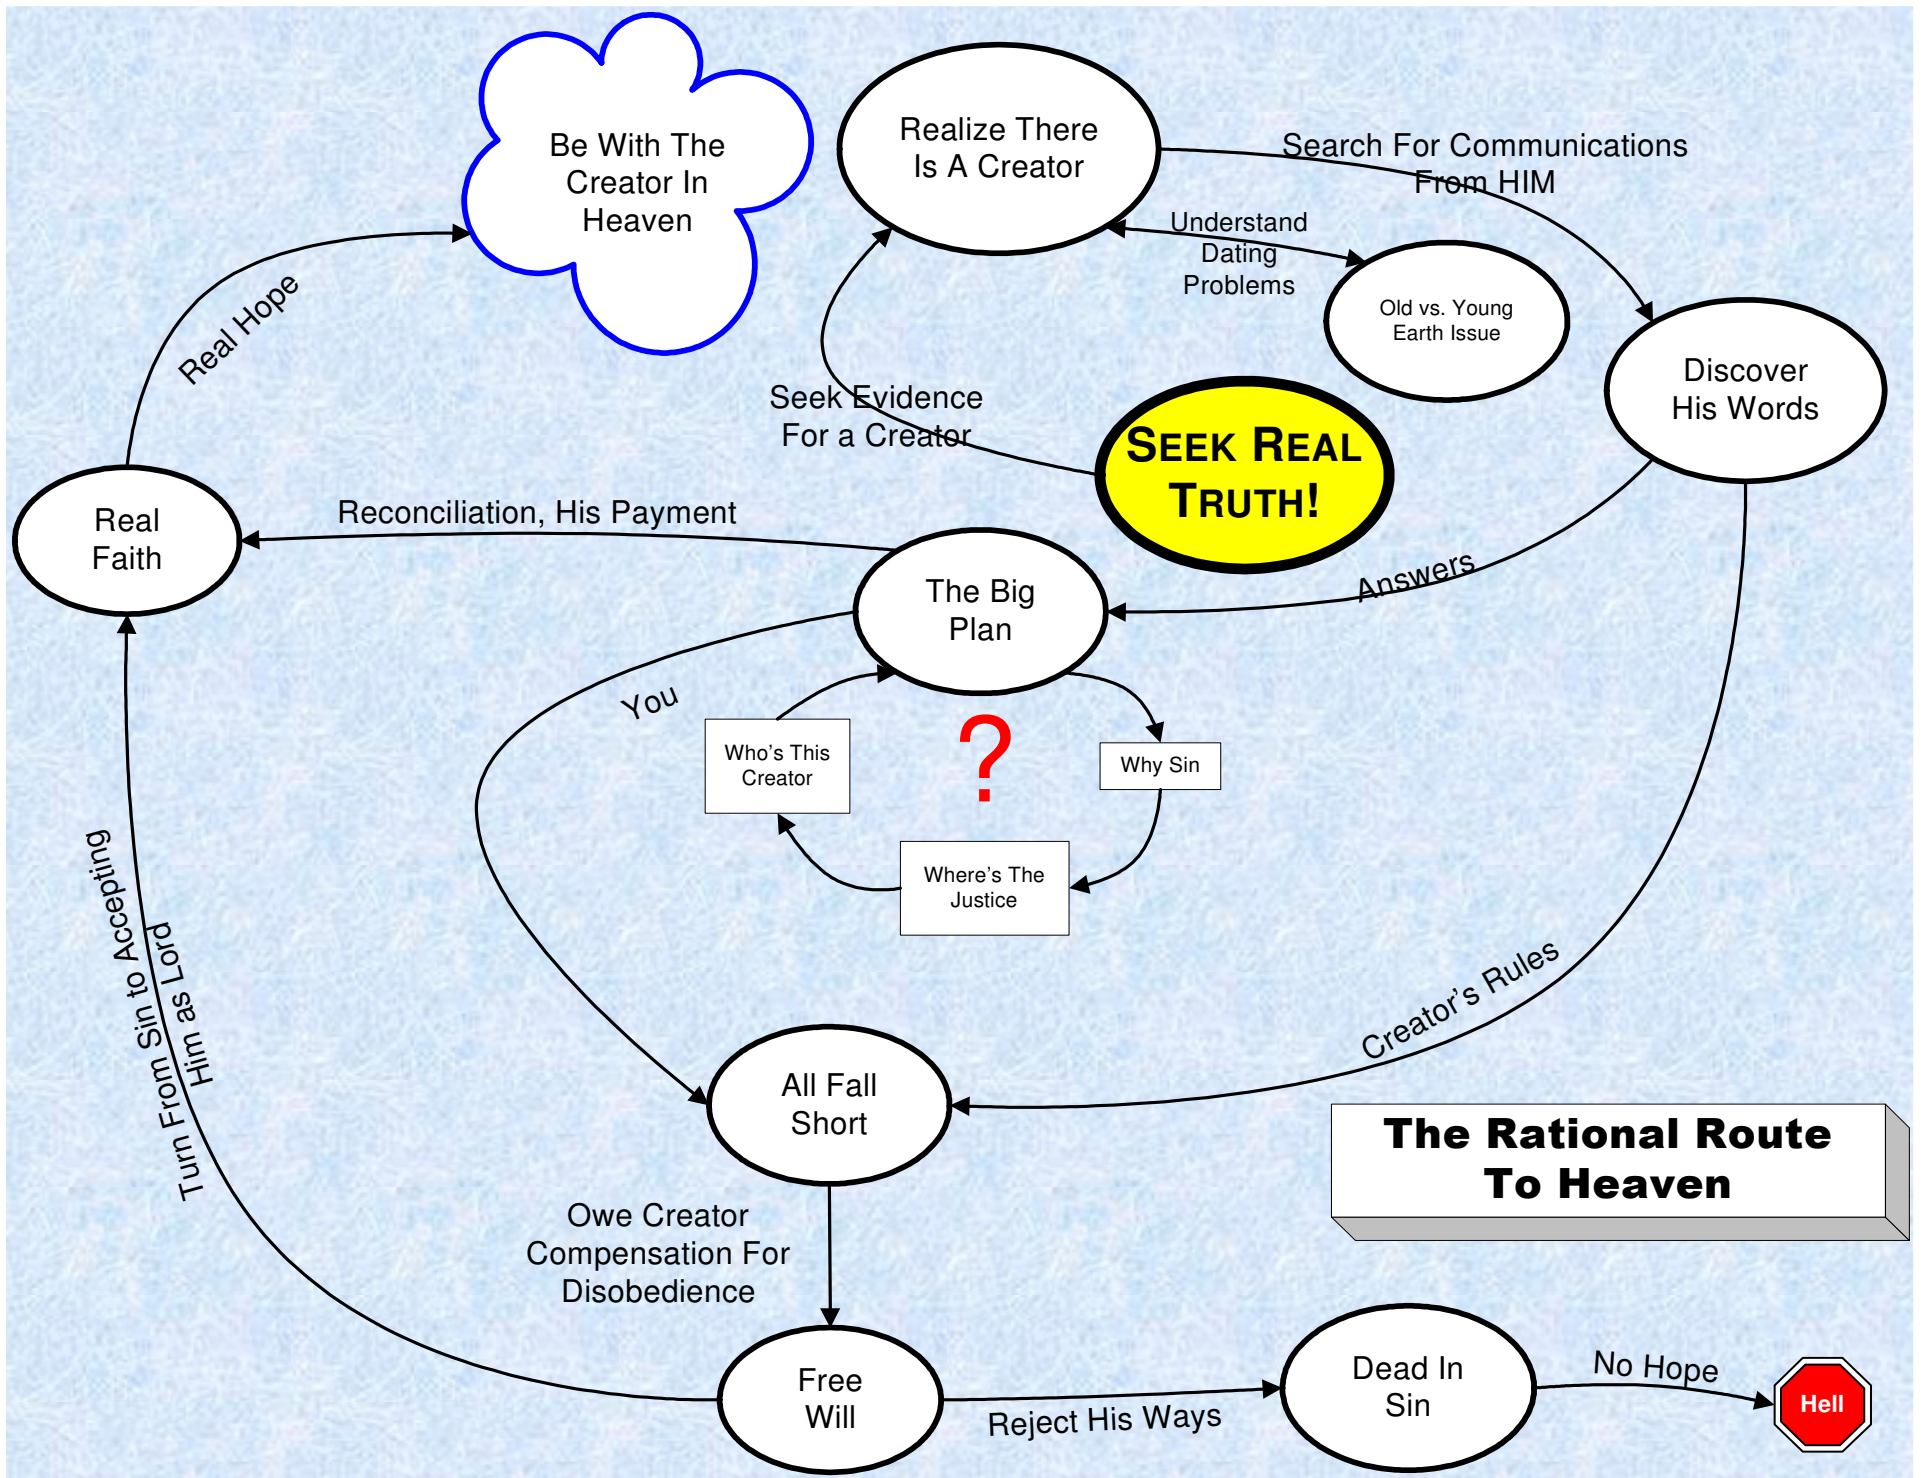 Be With The
Creator In
Heaven
Realize There
Is A Creator
Search For Communications
From HIM
Understand
Dating
Problems
Old vs. Young
Earth Issue
Discover
His Words
Real Hope
Seek Evidence
For a Creator
SEEK REAL
TRUTH!
Real
Faith
Reconciliation, His Payment
The Big
Plan
Answers
You
Who's This
Creator
?
Why Sin
Where's The
Justice
Turn From Sin to Accepting
Him as Lord
Creator's Rules
All Fall
Short
The Rational Route
To Heaven
Owe Creator
Compensation For
Disobedience
Free
Will
Reject His Ways
Dead In
Sin
No Hope
Hell